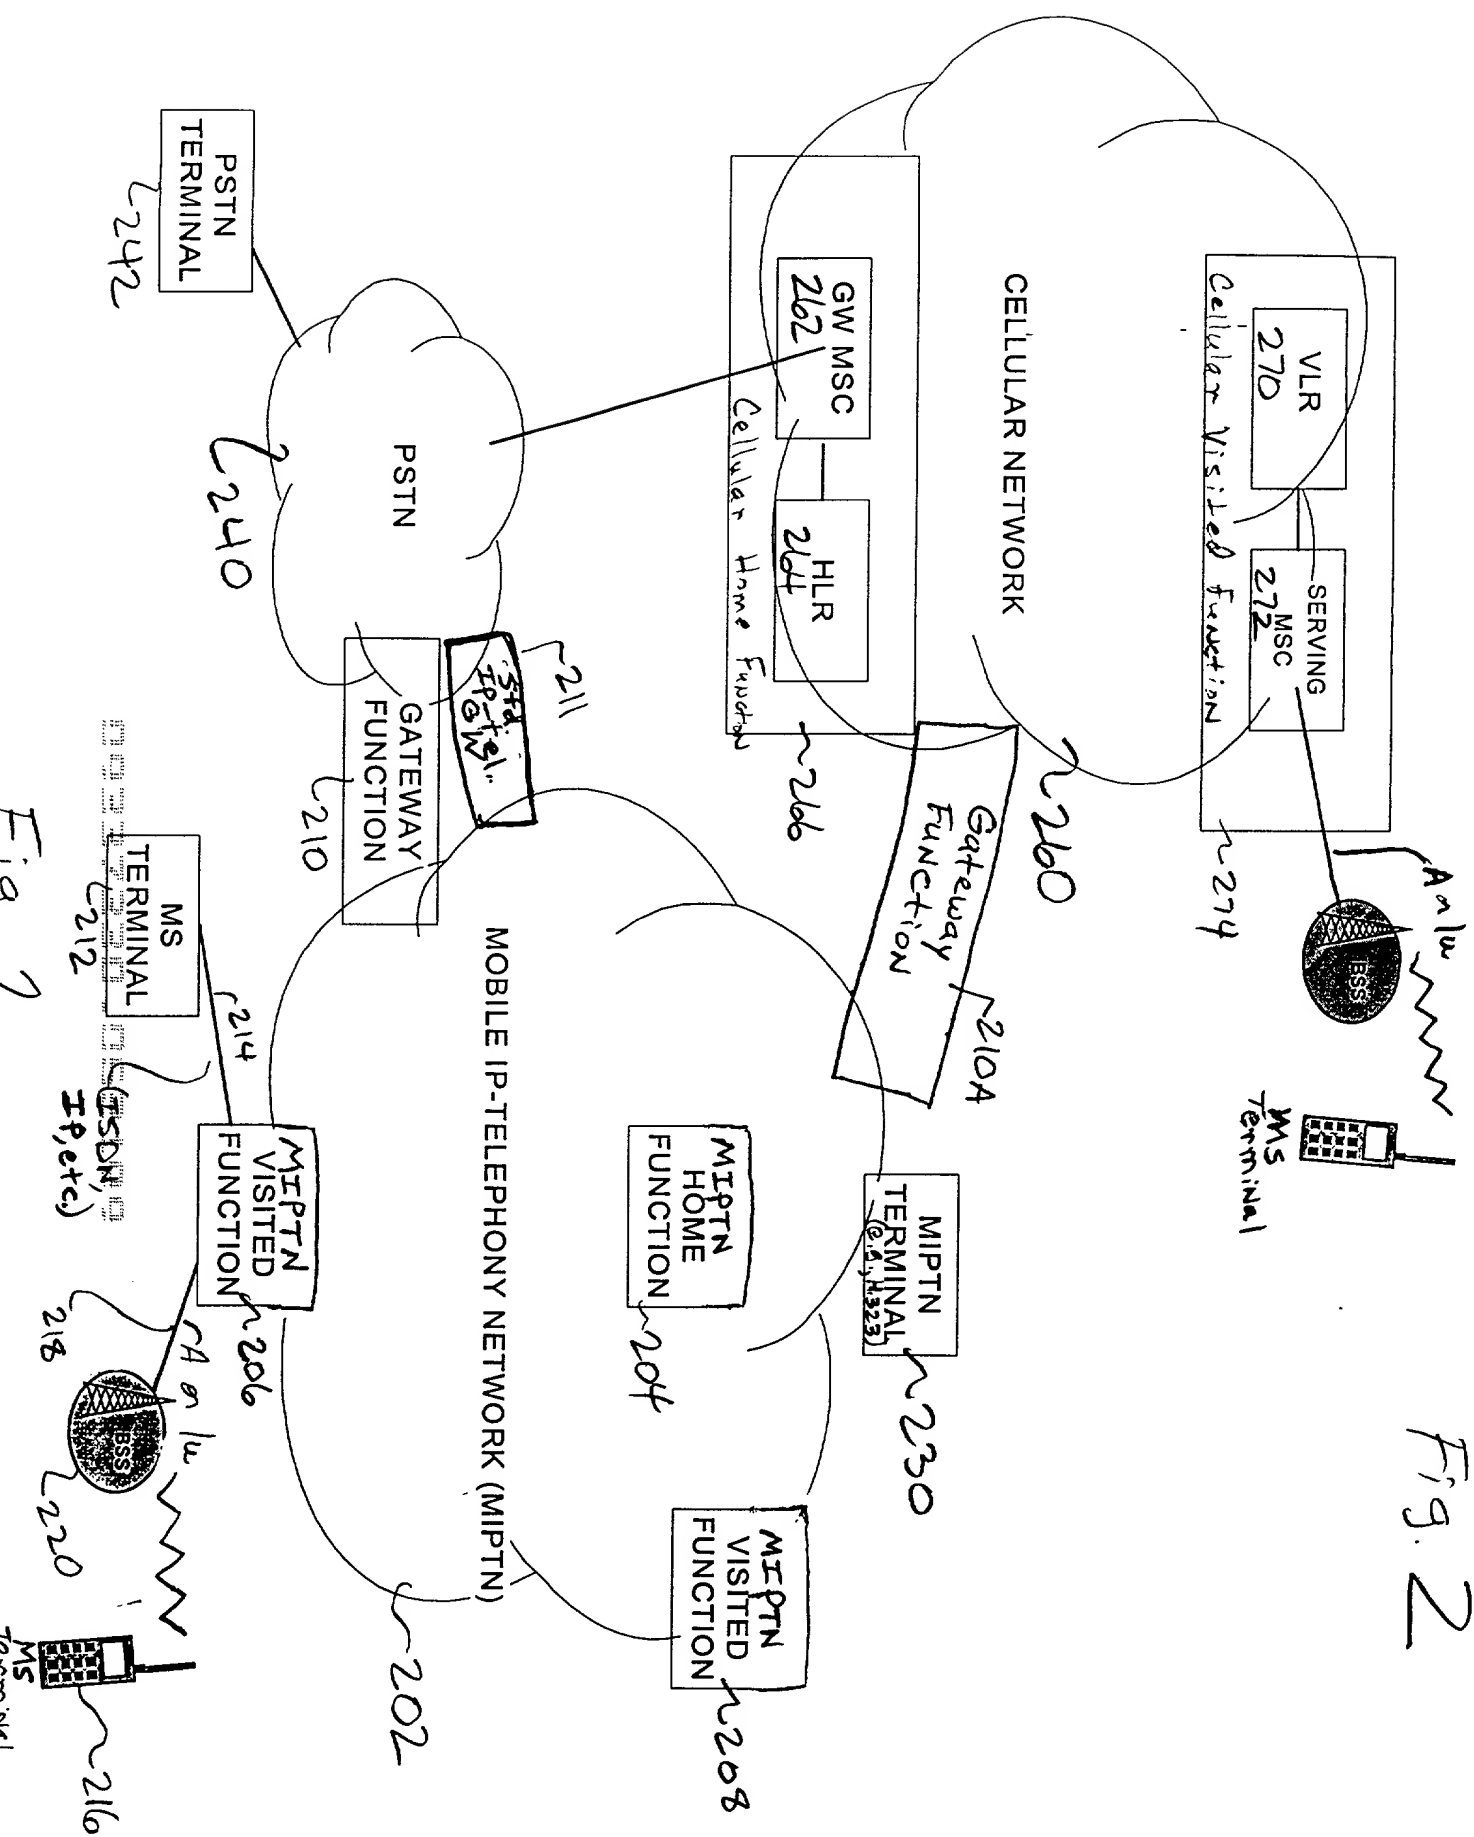 Fig. 2
A or Iu
BSS
MS
Terminal
VLR
270
SERVING
MSC
272
Cellular Visited Function
274
CELLULAR NETWORK
260
GW MSC
262
HLR
264
Cellular Home Function
266
Gateway
Function
210A
MIPTN
TERMINAL
(e.g., H.323)
230
MIPTN
VISITED
FUNCTION
208
MIPTN
HOME
FUNCTION
204
211
Std.
IP-tel.
GW
PSTN
240
GATEWAY
FUNCTION
210
MOBILE IP-TELEPHONY NETWORK (MIPTN)
202
PSTN
TERMINAL
242
MS
TERMINAL
212
214
(ISDN,
IP, etc.)
MIPTN
VISITED
FUNCTION
206
A or Iu
218
BSS
220
MS
Terminal
216
Fig. 2